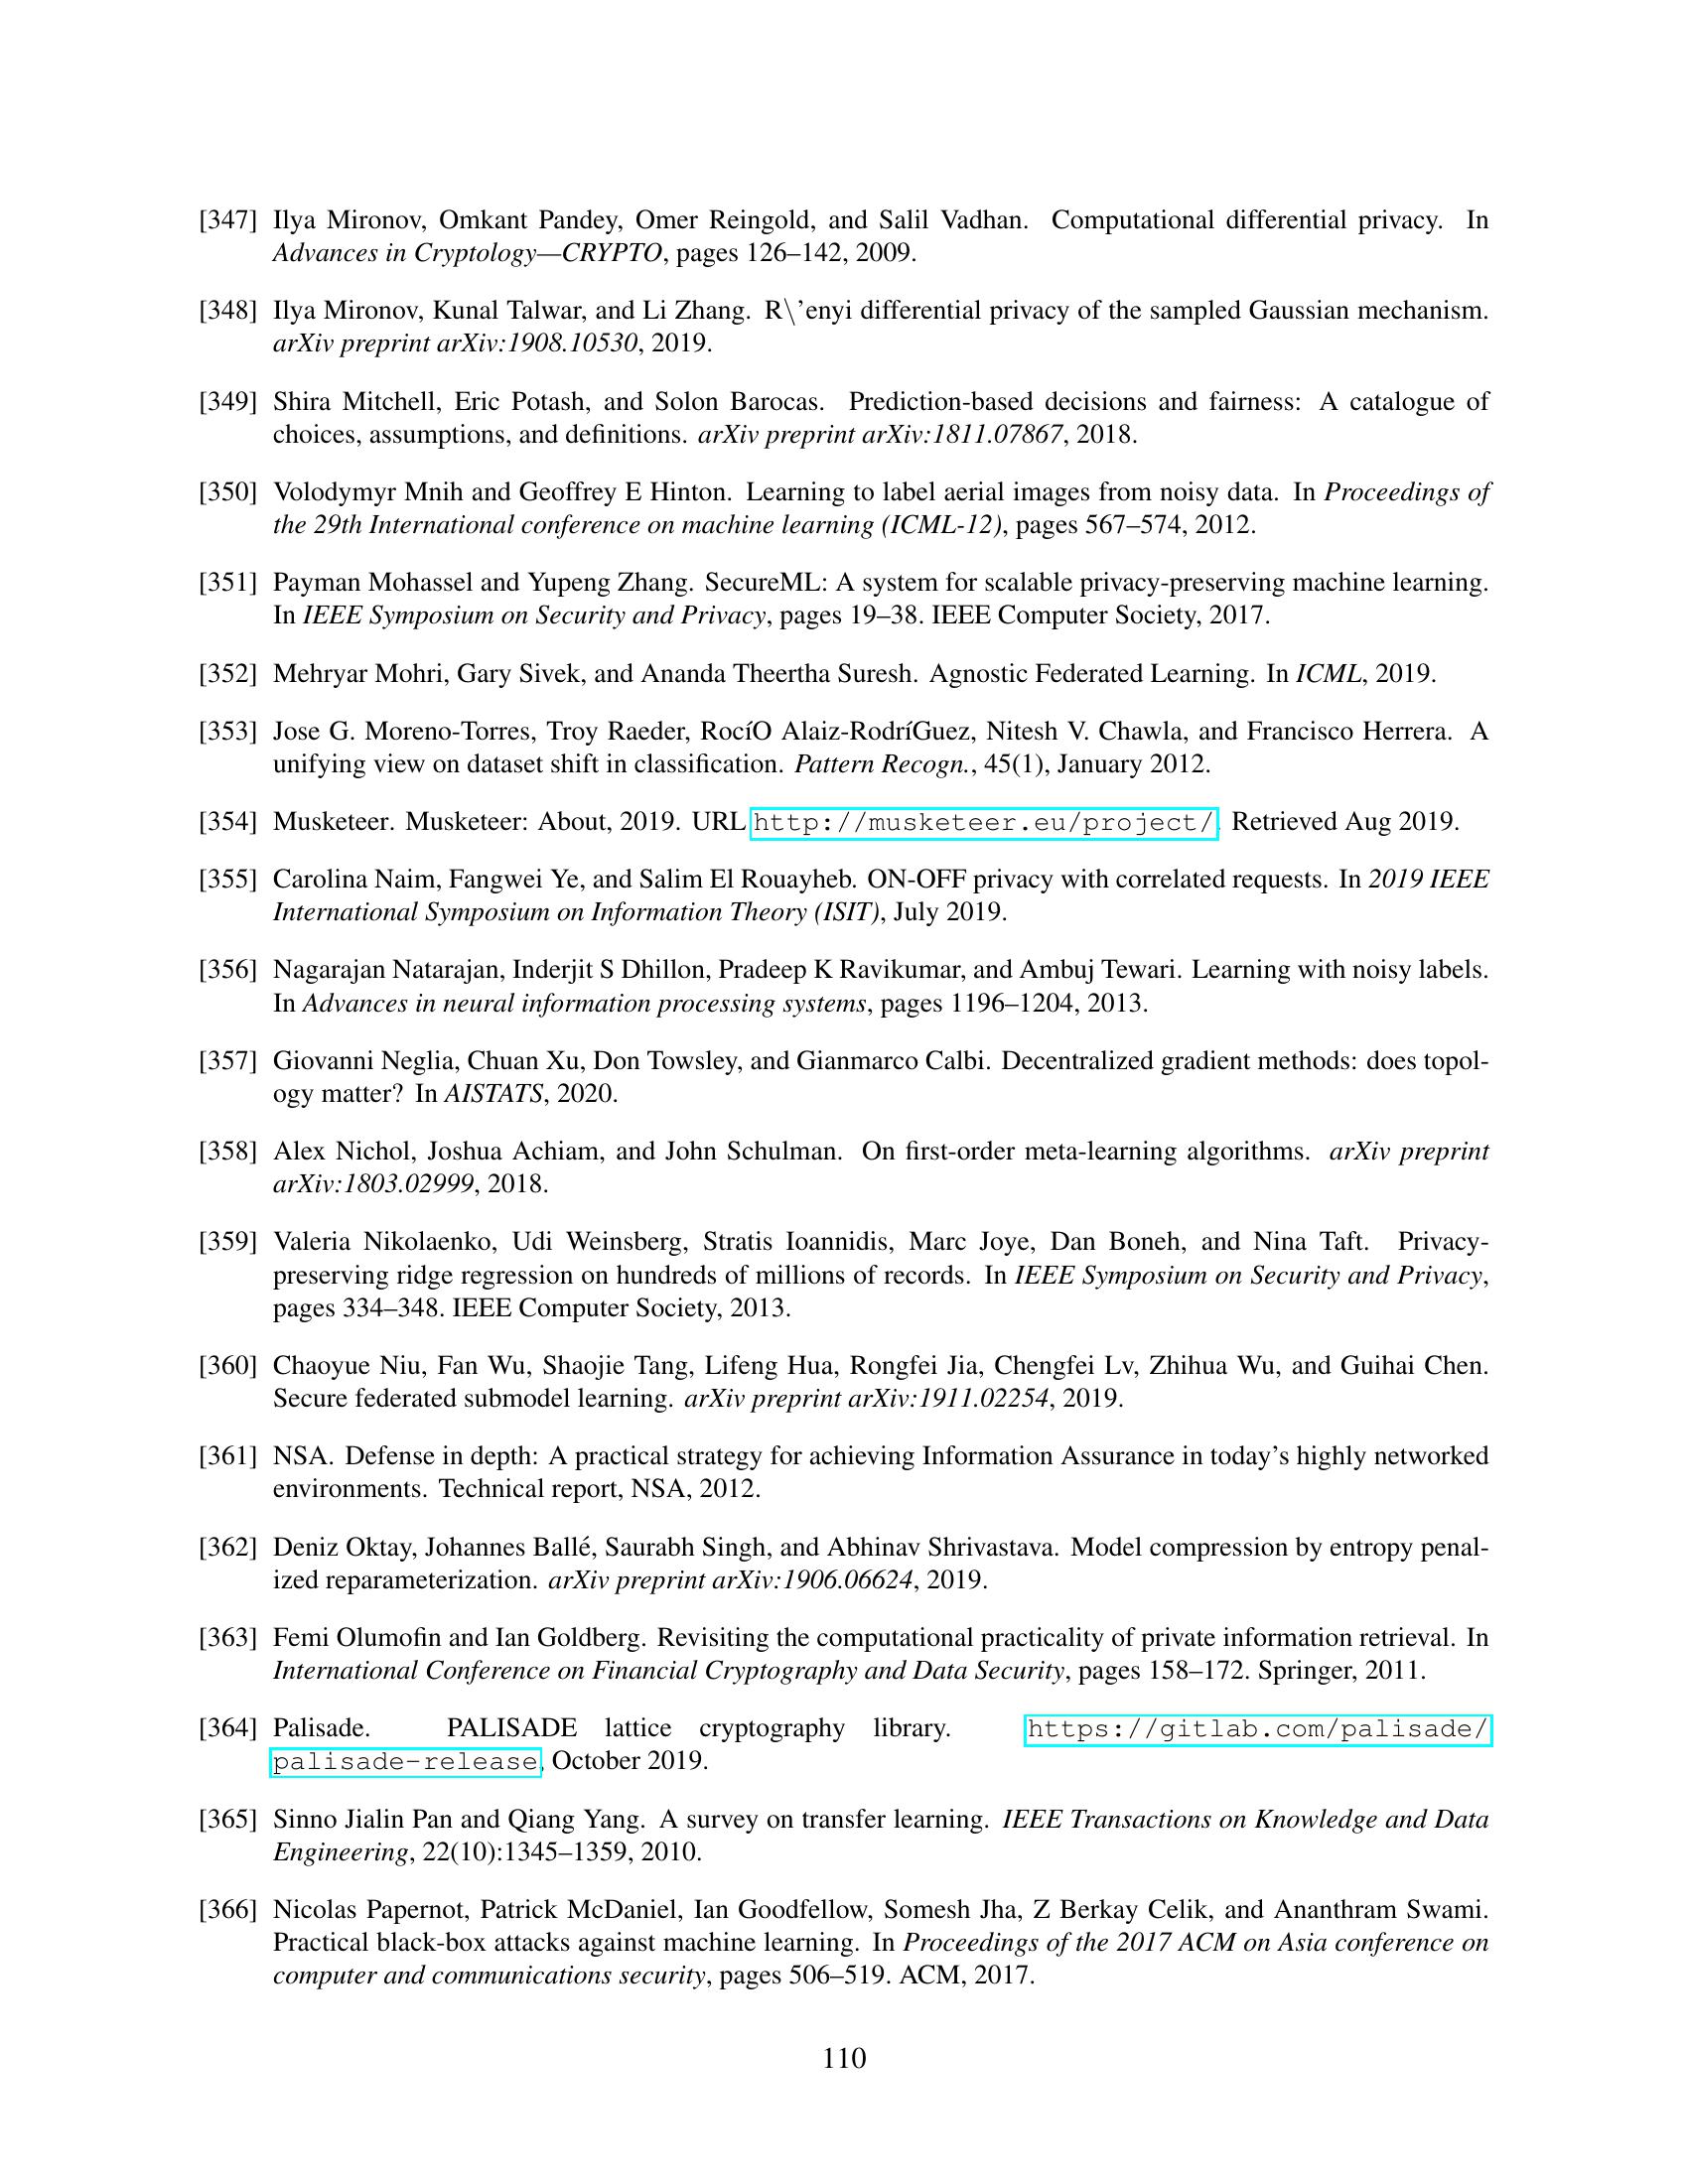 [347] Ilya Mironov, Omkant Pandey, Omer Reingold, and Salil Vadhan. Computational differential privacy. In
Advances in Cryptology—CRYPTO, pages 126–142, 2009.
[348] Ilya Mironov, Kunal Talwar, and Li Zhang. R\’enyi differential privacy of the sampled Gaussian mechanism.
arXiv preprint arXiv:1908.10530, 2019.
[349] Shira Mitchell, Eric Potash, and Solon Barocas. Prediction-based decisions and fairness: A catalogue of
choices, assumptions, and definitions. arXiv preprint arXiv:1811.07867, 2018.
[350] Volodymyr Mnih and Geoffrey E Hinton. Learning to label aerial images from noisy data. In Proceedings of
the 29th International conference on machine learning (ICML-12), pages 567–574, 2012.
[351] Payman Mohassel and Yupeng Zhang. SecureML: A system for scalable privacy-preserving machine learning.
In IEEE Symposium on Security and Privacy, pages 19–38. IEEE Computer Society, 2017.
[352] Mehryar Mohri, Gary Sivek, and Ananda Theertha Suresh. Agnostic Federated Learning. In ICML, 2019.
[353] Jose G. Moreno-Torres, Troy Raeder, RocíO Alaiz-RodríGuez, Nitesh V. Chawla, and Francisco Herrera. A
unifying view on dataset shift in classification. Pattern Recogn., 45(1), January 2012.
[354] Musketeer. Musketeer: About, 2019. URL http://musketeer.eu/project/. Retrieved Aug 2019.
[355] Carolina Naim, Fangwei Ye, and Salim El Rouayheb. ON-OFF privacy with correlated requests. In 2019 IEEE
International Symposium on Information Theory (ISIT), July 2019.
[356] Nagarajan Natarajan, Inderjit S Dhillon, Pradeep K Ravikumar, and Ambuj Tewari. Learning with noisy labels.
In Advances in neural information processing systems, pages 1196–1204, 2013.
[357] Giovanni Neglia, Chuan Xu, Don Towsley, and Gianmarco Calbi. Decentralized gradient methods: does topol-
ogy matter? In AISTATS, 2020.
[358] Alex Nichol, Joshua Achiam, and John Schulman. On first-order meta-learning algorithms. arXiv preprint
arXiv:1803.02999, 2018.
[359] Valeria Nikolaenko, Udi Weinsberg, Stratis Ioannidis, Marc Joye, Dan Boneh, and Nina Taft. Privacy-
preserving ridge regression on hundreds of millions of records. In IEEE Symposium on Security and Privacy,
pages 334–348. IEEE Computer Society, 2013.
[360] Chaoyue Niu, Fan Wu, Shaojie Tang, Lifeng Hua, Rongfei Jia, Chengfei Lv, Zhihua Wu, and Guihai Chen.
Secure federated submodel learning. arXiv preprint arXiv:1911.02254, 2019.
[361] NSA. Defense in depth: A practical strategy for achieving Information Assurance in today’s highly networked
environments. Technical report, NSA, 2012.
[362] Deniz Oktay, Johannes Ballé, Saurabh Singh, and Abhinav Shrivastava. Model compression by entropy penal-
ized reparameterization. arXiv preprint arXiv:1906.06624, 2019.
[363] Femi Olumofin and Ian Goldberg. Revisiting the computational practicality of private information retrieval. In
International Conference on Financial Cryptography and Data Security, pages 158–172. Springer, 2011.
[364] Palisade. PALISADE lattice cryptography library. https://gitlab.com/palisade/
palisade-release, October 2019.
[365] Sinno Jialin Pan and Qiang Yang. A survey on transfer learning. IEEE Transactions on Knowledge and Data
Engineering, 22(10):1345–1359, 2010.
[366] Nicolas Papernot, Patrick McDaniel, Ian Goodfellow, Somesh Jha, Z Berkay Celik, and Ananthram Swami.
Practical black-box attacks against machine learning. In Proceedings of the 2017 ACM on Asia conference on
computer and communications security, pages 506–519. ACM, 2017.
110